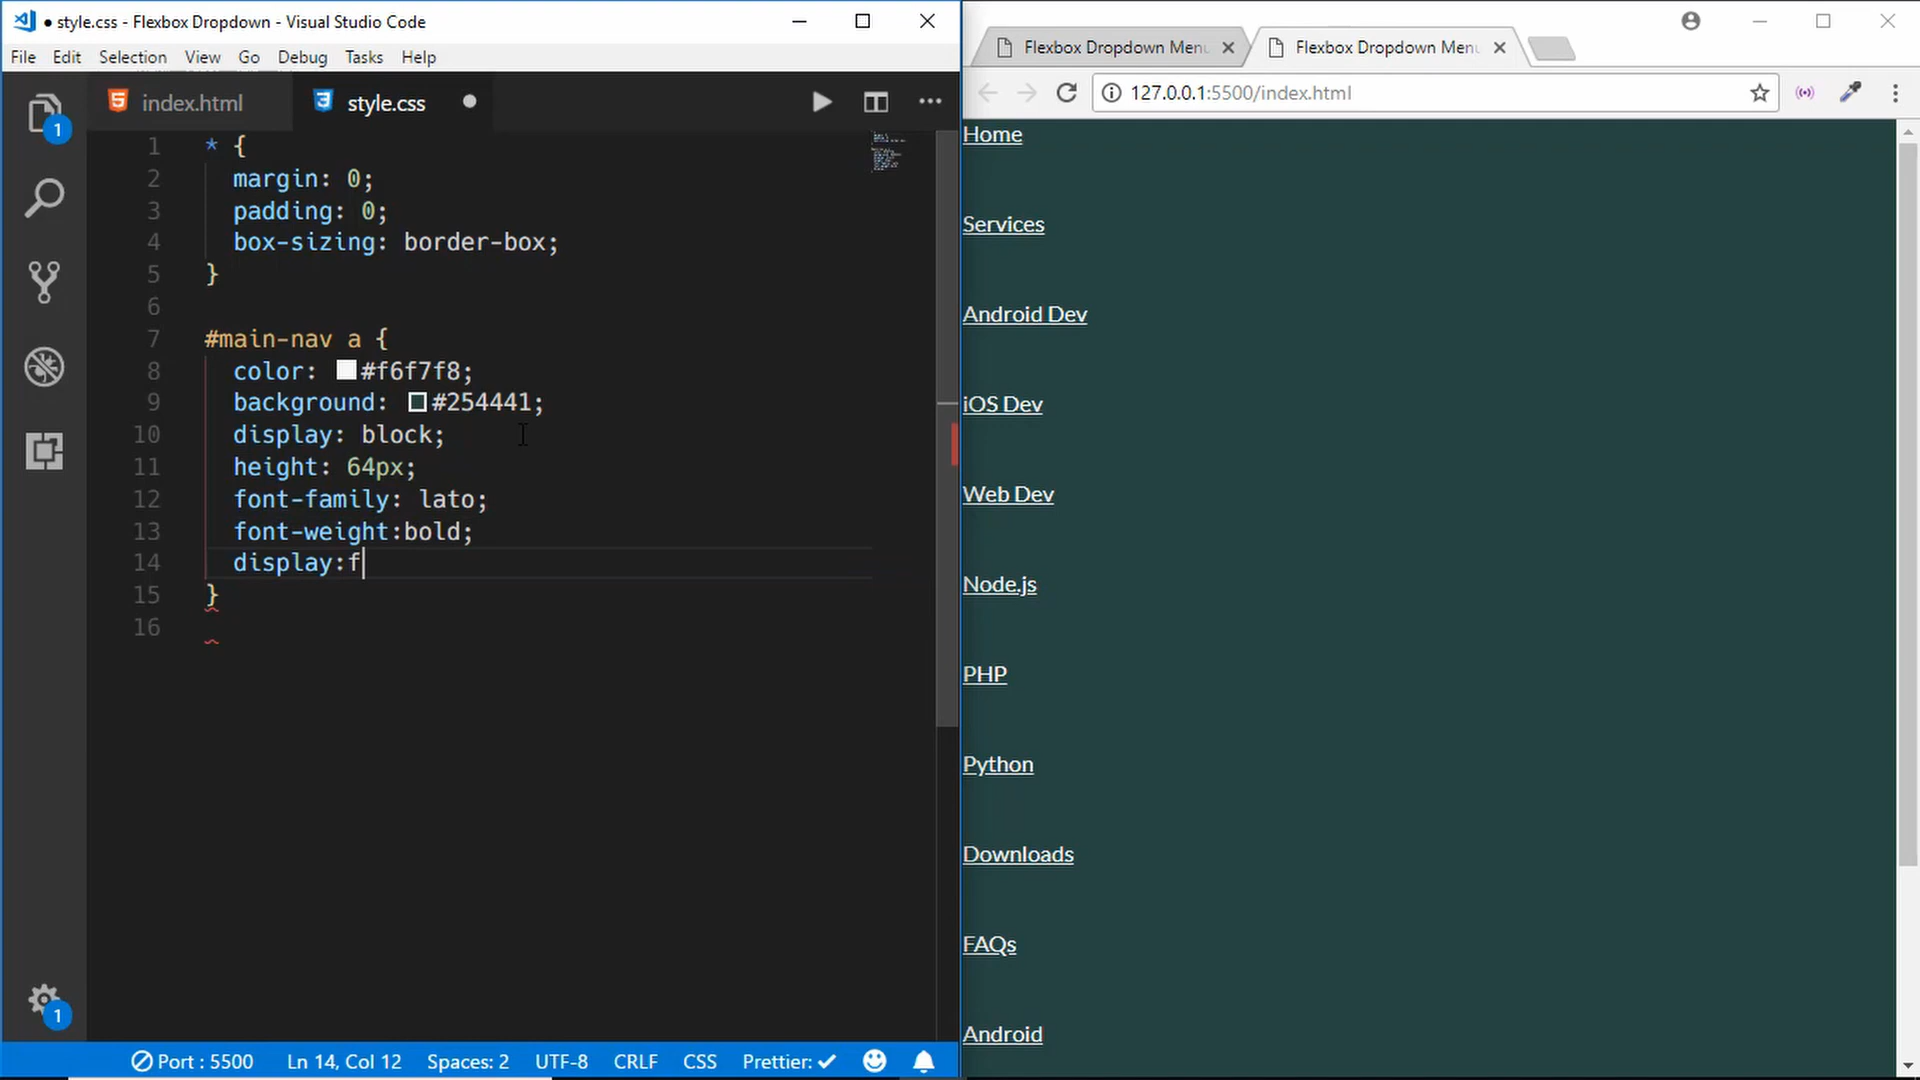 ● style.css - Flexbox Dropdown - Visual Studio Code
File Edit Selection View Go Debug Tasks Help
index.html style.css
1 * {
2 margin: 0;
3 padding: 0;
4 box-sizing: border-box;
5 }
6
7 #main-nav a {
8 color: #f6f7f8;
9 background: #254441;
10 display: block;
11 height: 64px;
12 font-family: lato;
13 font-weight:bold;
14 display:f
15 }
16
1
1
Port : 5500 Ln 14, Col 12 Spaces: 2 UTF-8 CRLF CSS Prettier: ✓
Flexbox Dropdown Menu Flexbox Dropdown Menu
127.0.0.1:5500/index.html
Home
Services
Android Dev
iOS Dev
Web Dev
Node.js
PHP
Python
Downloads
FAQs
Android